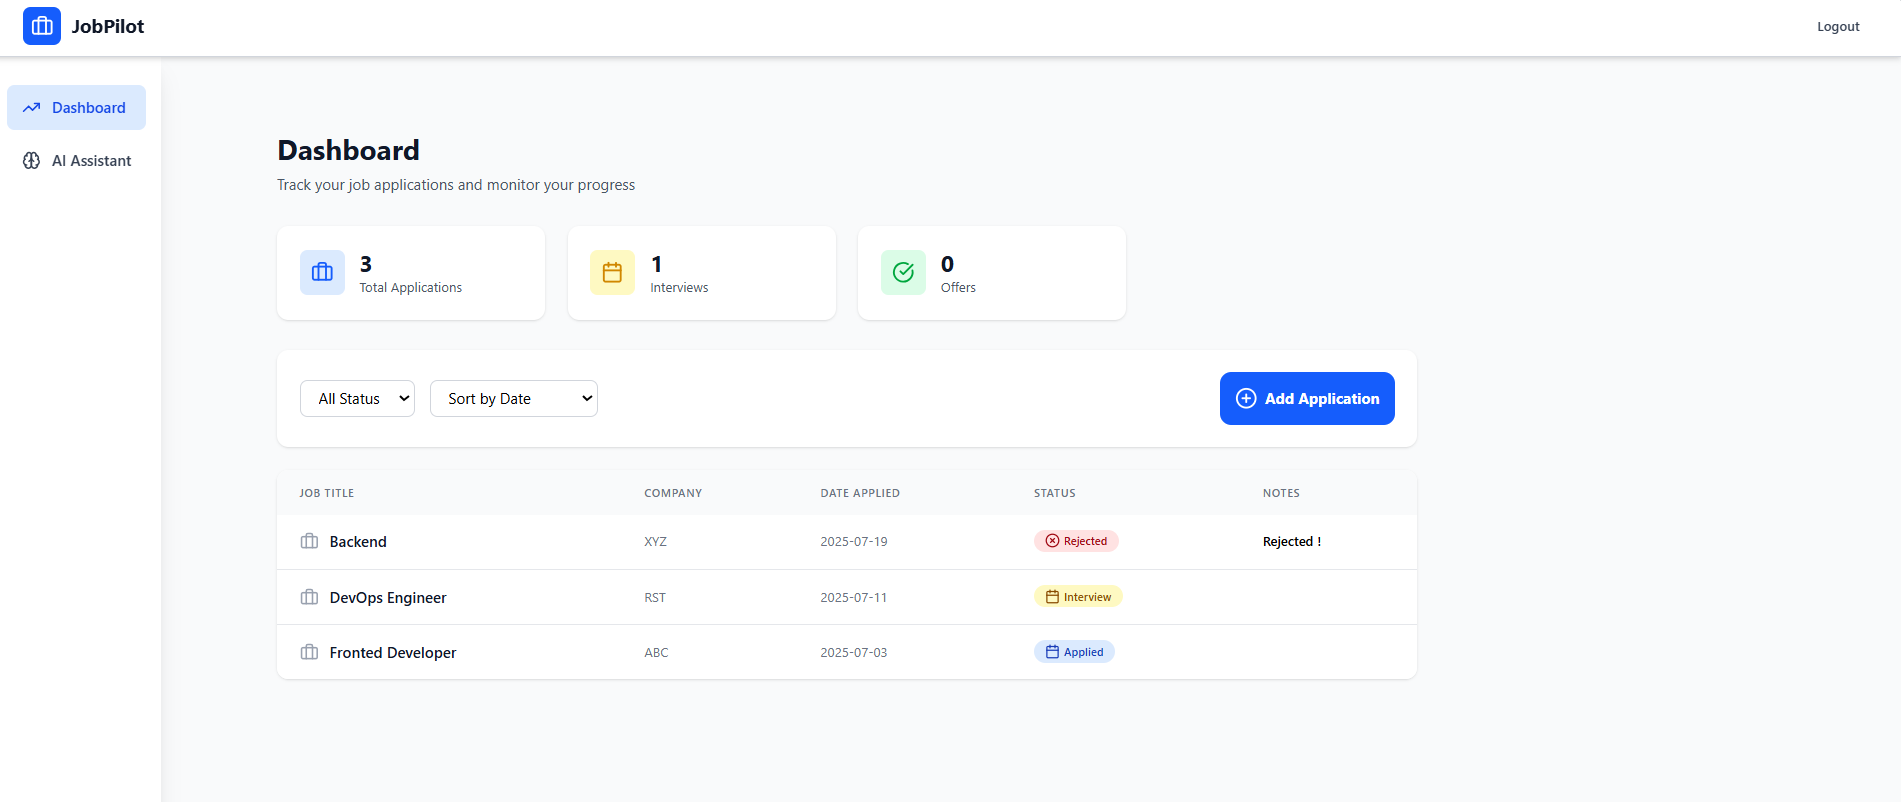 JobPilot
Logout
Dashboard
AI Assistant
Dashboard
Track your job applications and monitor your progress
3
Total Applications
1
Interviews
0
Offers
All Status
Sort by Date
Add Application
JOB TITLE COMPANY DATE APPLIED STATUS NOTES
Backend XYZ 2025-07-19 Rejected Rejected !
DevOps Engineer RST 2025-07-11 Interview
Fronted Developer ABC 2025-07-03 Applied